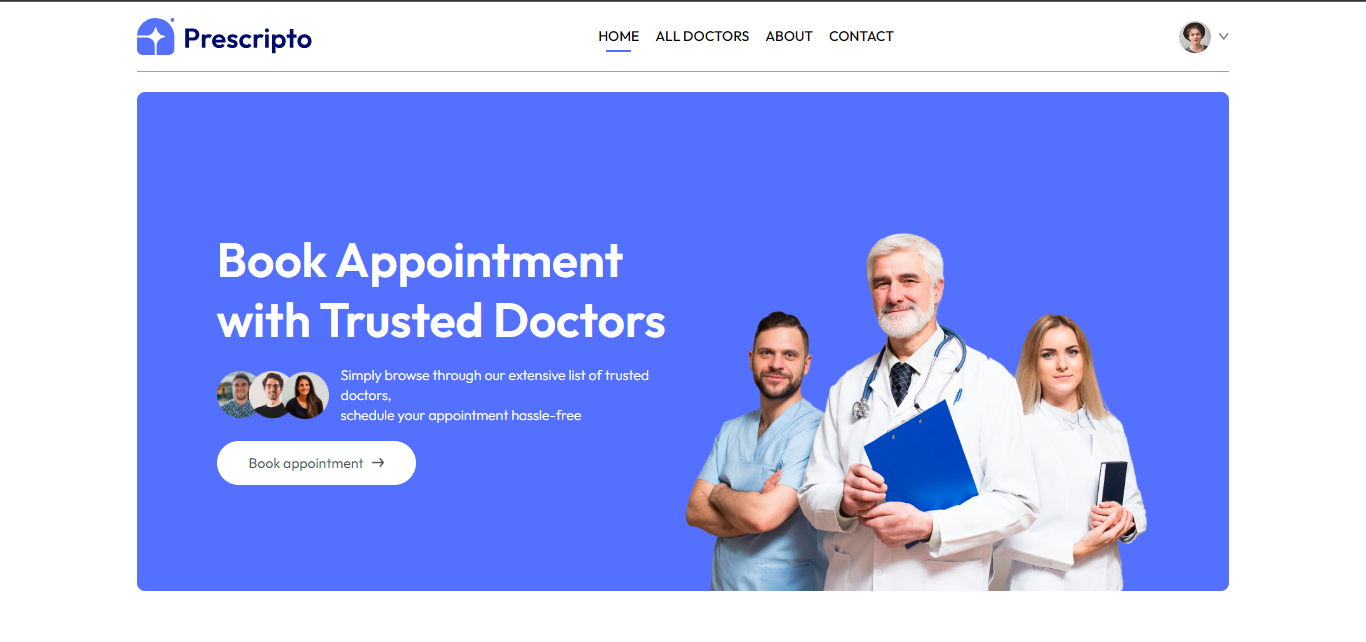 Prescripto
HOME ALL DOCTORS ABOUT CONTACT
Book Appointment
with Trusted Doctors
Simply browse through our extensive list of trusted
doctors,
schedule your appointment hassle-free
Book appointment →